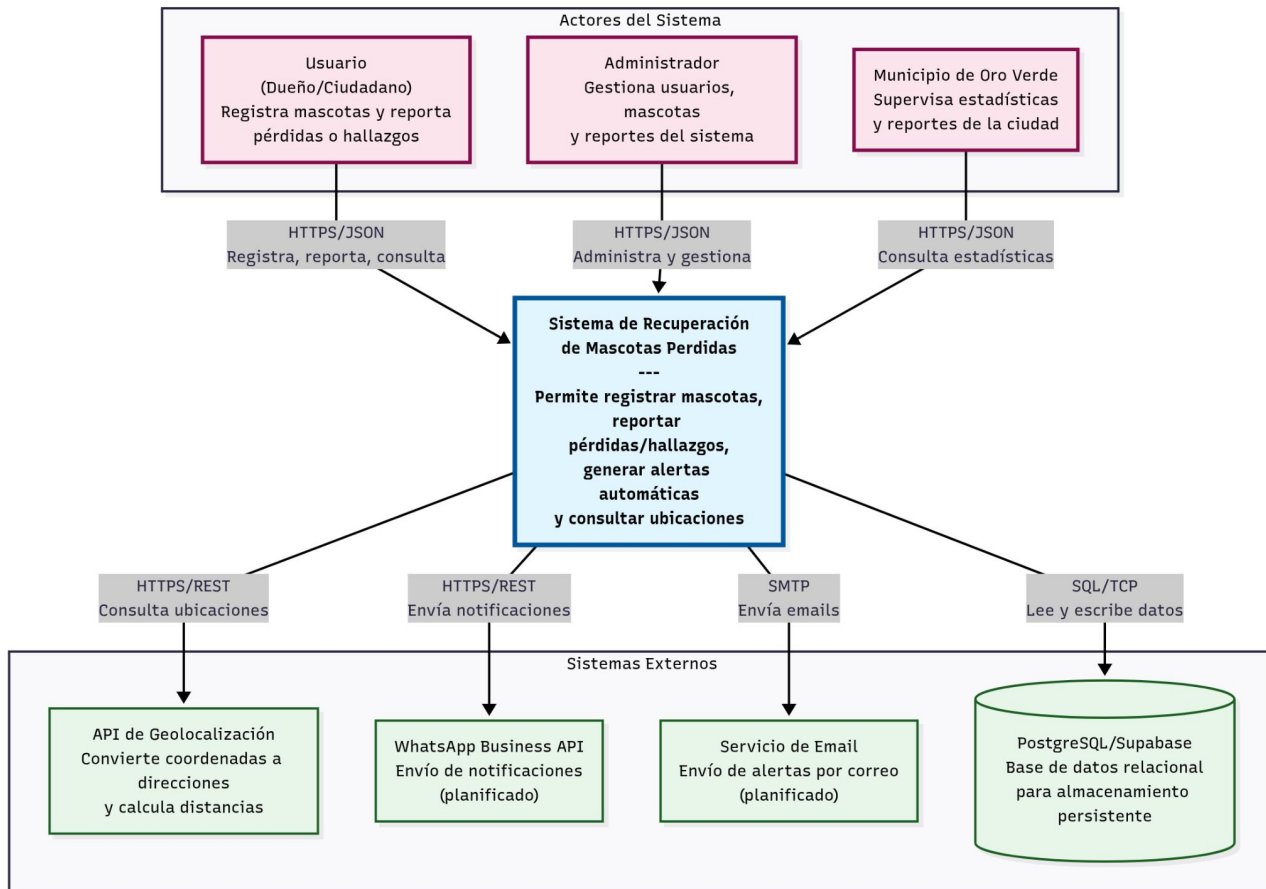 Actores del Sistema
Usuario
(Dueño/Ciudadano)
Registra mascotas y reporta
pérdidas o hallazgos
Administrador
Gestiona usuarios,
mascotas
y reportes del sistema
Municipio de Oro Verde
Supervisa estadísticas
y reportes de la ciudad
HTTPS/JSON
Registra, reporta, consulta
HTTPS/JSON
Administra y gestiona
HTTPS/JSON
Consulta estadísticas
Sistema de Recuperación
de Mascotas Perdidas
---
Permite registrar mascotas,
reportar
pérdidas/hallazgos,
generar alertas
automáticas
y consultar ubicaciones
HTTPS/REST
Consulta ubicaciones
HTTPS/REST
Envía notificaciones
SMTP
Envía emails
SQL/TCP
Lee y escribe datos
Sistemas Externos
API de Geolocalización
Convierte coordenadas a
direcciones
y calcula distancias
WhatsApp Business API
Envío de notificaciones
(planificado)
Servicio de Email
Envío de alertas por correo
(planificado)
PostgreSQL/Supabase
Base de datos relacional
para almacenamiento
persistente